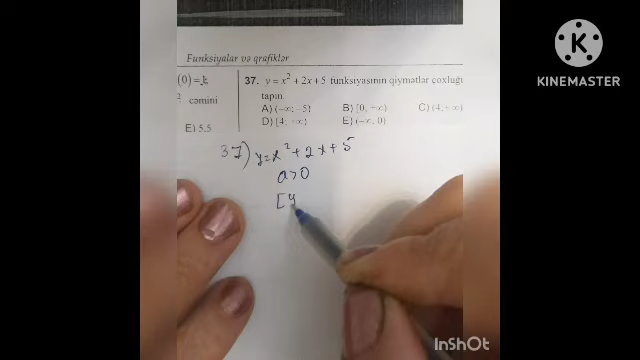 Funksiyalar və qrafiklər
(0) = t
2
cəmini
E) 5,5
37. y = x² + 2x + 5 funksiyasının qiymətlər çoxluğu
tapın.
A) (−∞; −5) B) [0; +∞) C) (4; +∞)
D) [4; +∞) E) (−∞; 0)
37) y = x² + 2x + 5
a > 0
[y
KINEMASTER
InShOt